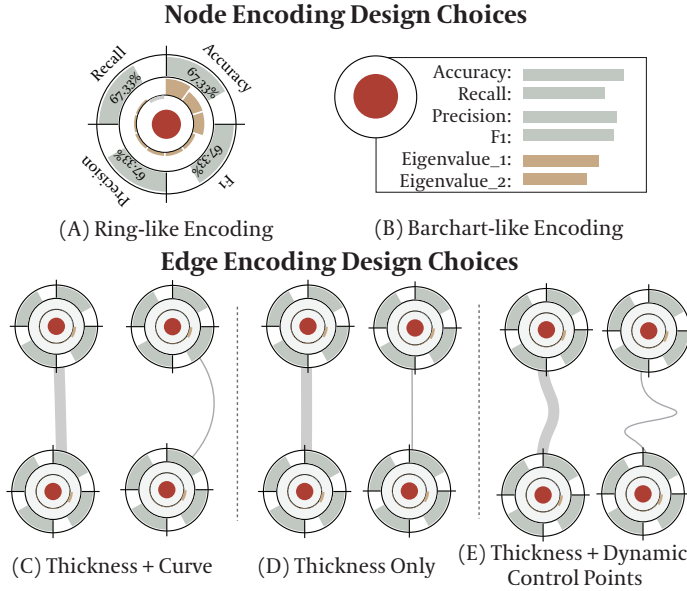 Node Encoding Design Choices
Recall
Accuracy
67.33%
67.33%
Precision
F1
67.33%
67.33%
Accuracy:
Recall:
Precision:
F1:
Eigenvalue_1:
Eigenvalue_2:
(A) Ring-like Encoding
(B) Barchart-like Encoding
Edge Encoding Design Choices
(C) Thickness + Curve
(D) Thickness Only
(E) Thickness + Dynamic
Control Points